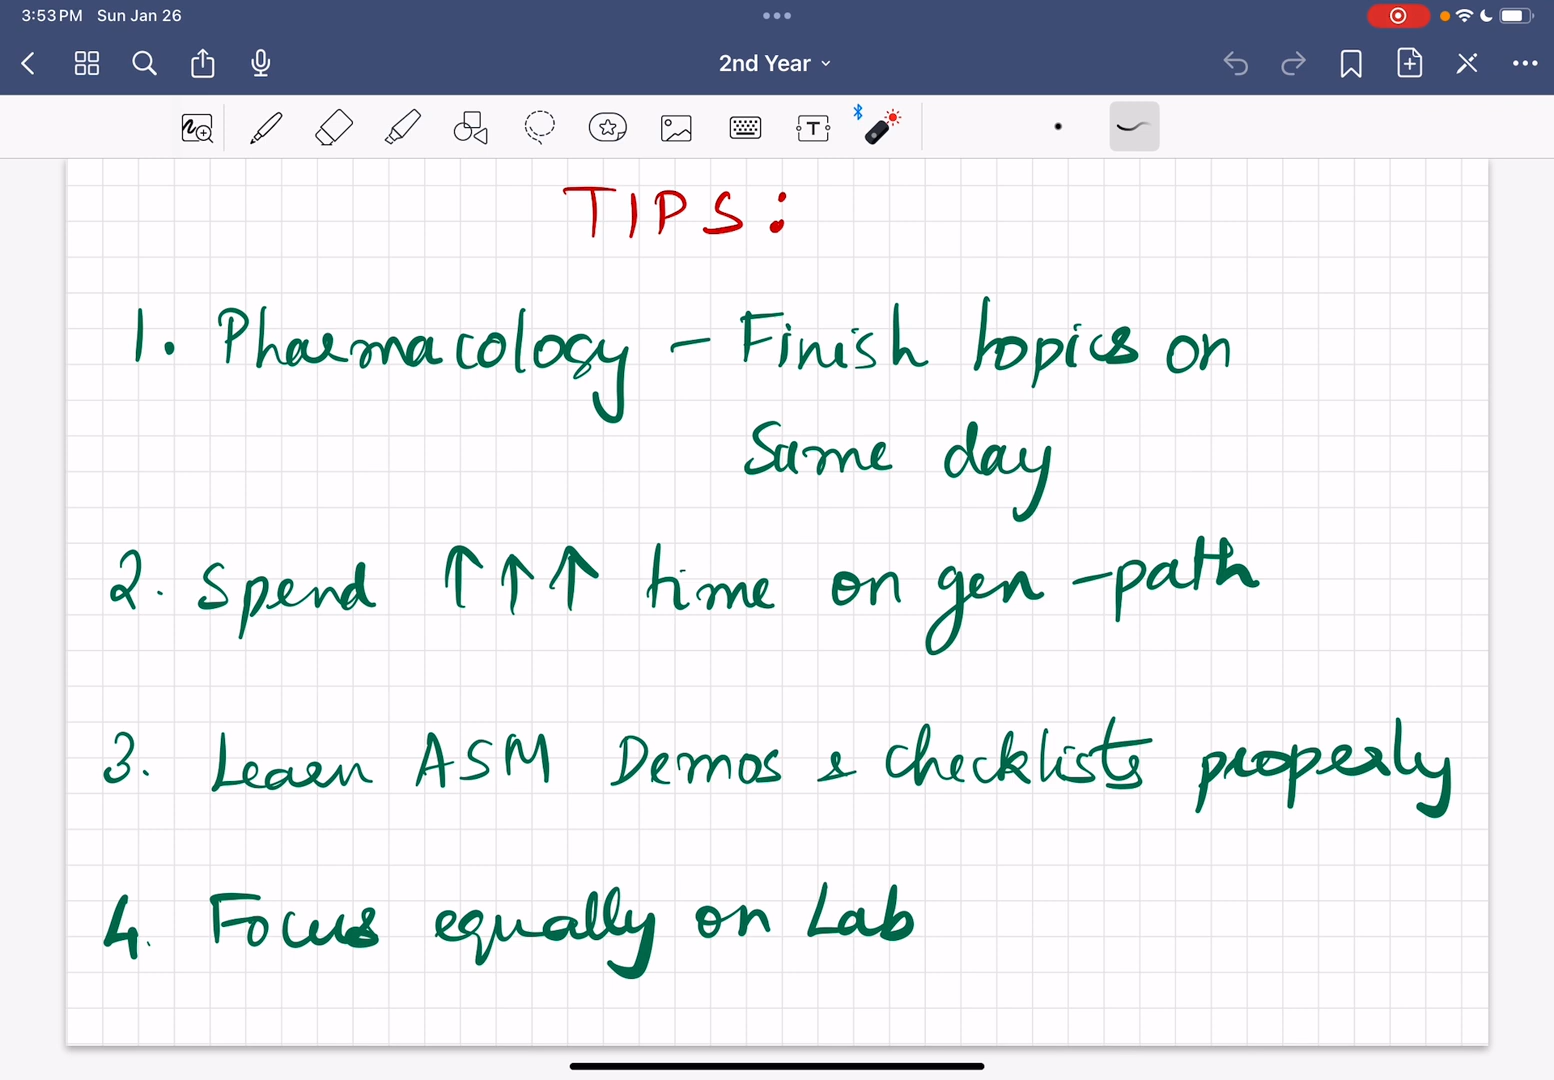 3:53 PM Sun Jan 26
2nd Year
T
TIPS:
1. Pharmacology - Finish topics on
Same day
2. Spend ↑↑↑ time on gen-path
3. Learn ASM Demos & checklists properly
4. Focus equally on Lab